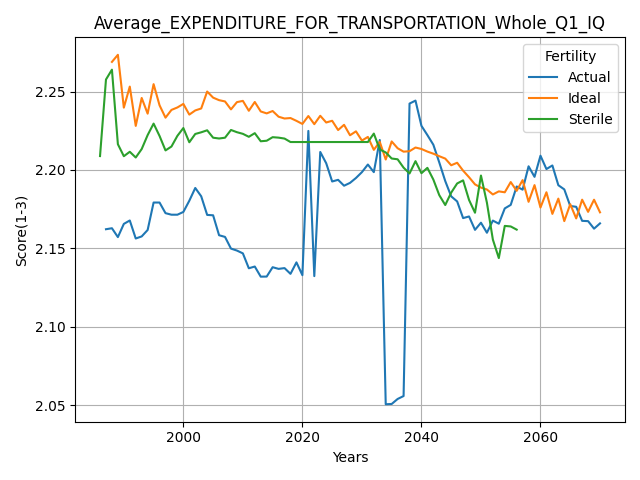 Average_EXPENDITURE_FOR_TRANSPORTATION_Whole_Q1_IQ
Fertility
Actual
Ideal
Sterile
Score(1-3)
2.25
2.20
2.15
2.10
2.05
2000 2020 2040 2060
Years